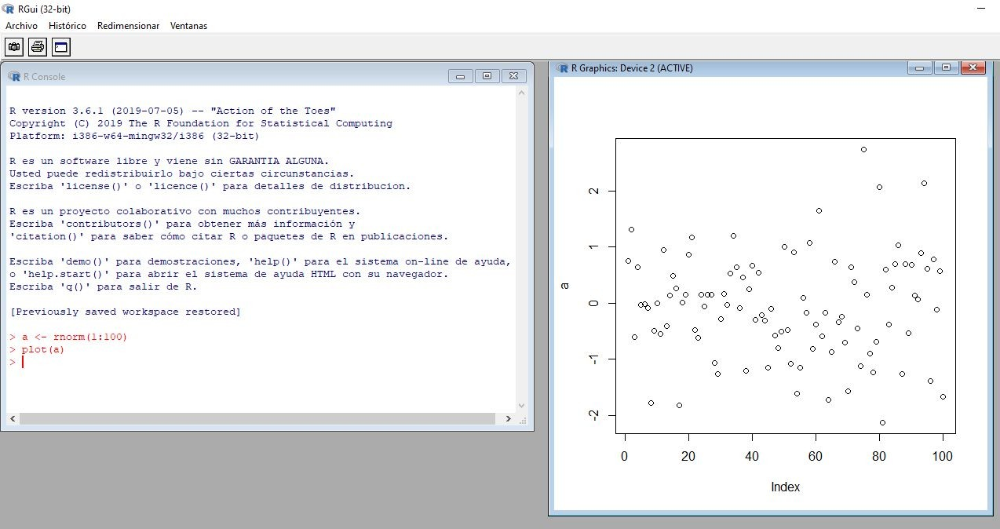 RGui (32-bit)
Archivo Histórico Redimensionar Ventanas
R Console
R version 3.6.1 (2019-07-05) -- "Action of the Toes"
Copyright (C) 2019 The R Foundation for Statistical Computing
Platform: i386-w64-mingw32/i386 (32-bit)
R es un software libre y viene sin GARANTIA ALGUNA.
Usted puede redistribuirlo bajo ciertas circunstancias.
Escriba 'license()' o 'licence()' para detalles de distribucion.
R es un proyecto colaborativo con muchos contribuyentes.
Escriba 'contributors()' para obtener más información y
'citation()' para saber cómo citar R o paquetes de R en publicaciones.
Escriba 'demo()' para demostraciones, 'help()' para el sistema on-line de ayuda,
o 'help.start()' para abrir el sistema de ayuda HTML con su navegador.
Escriba 'q()' para salir de R.
[Previously saved workspace restored]
> a <- rnorm(1:100)
> plot(a)
>
R Graphics: Device 2 (ACTIVE)
2
1
0
-1
-2
a
0 20 40 60 80 100
Index